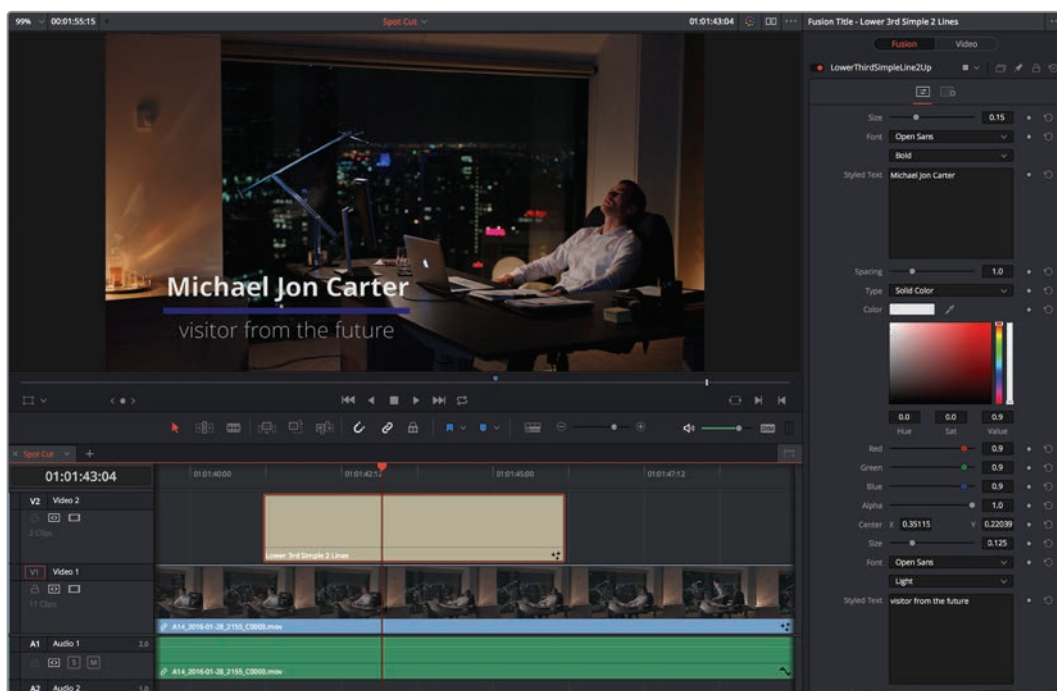 99% 00:01:55:15 Spot Cut 01:01:43:04 Fusion Title - Lower 3rd Simple 2 Lines
Fusion Video
LowerThirdSimpleLine2Up
Size 0.15
Font Open Sans
Bold
Styled Text Michael Jon Carter
Michael Jon Carter
visitor from the future
Spacing 1.0
Type Solid Color
Color
0.0 0.0 0.9
Hue Sat Value
Red 0.9
Green 0.9
Blue 0.9
Alpha 1.0
Center X 0.35115 Y 0.22039
Size 0.125
Font Open Sans
Light
Styled Text visitor from the future
DIM
Spot Cut
01:01:43:04 01:01:40:00 01:01:42:12 01:01:45:00 01:01:47:12
V2 Video 2
2 Clips
Lower 3rd Simple 2 Lines
V1 Video 1
11 Clips
A14_2016-01-28_2155_C0003.mov
A1 Audio 1 2.0
S M
A14_2016-01-28_2155_C0003.mov
A2 Audio 2 1.0